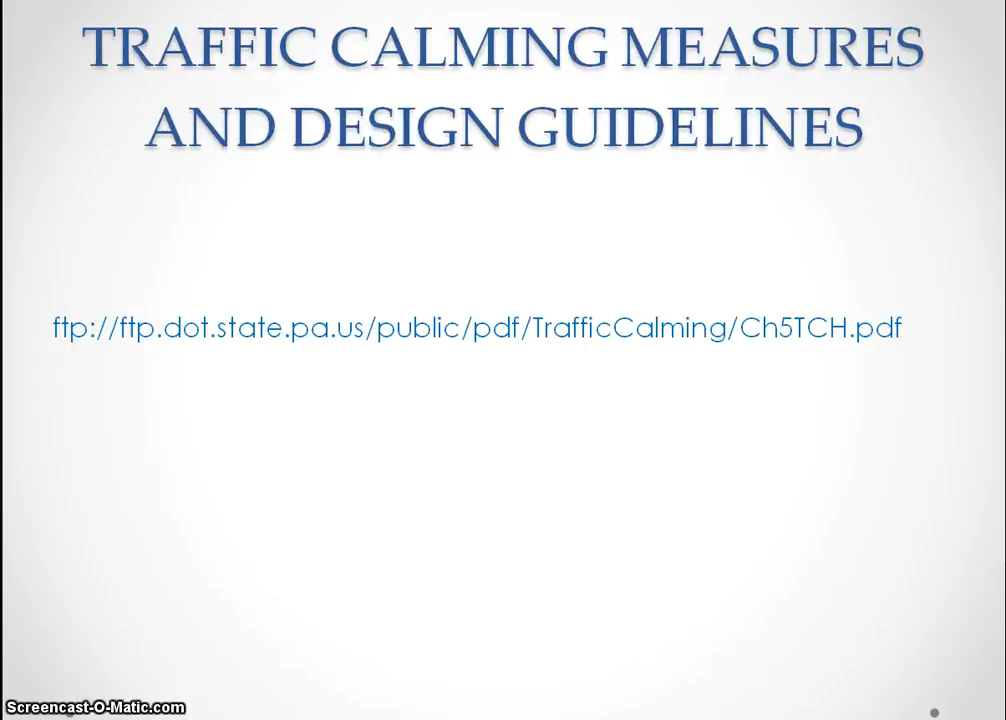 TRAFFIC CALMING MEASURES
AND DESIGN GUIDELINES
ftp://ftp.dot.state.pa.us/public/pdf/TrafficCalming/Ch5TCH.pdf
Screencast-O-Matic.com